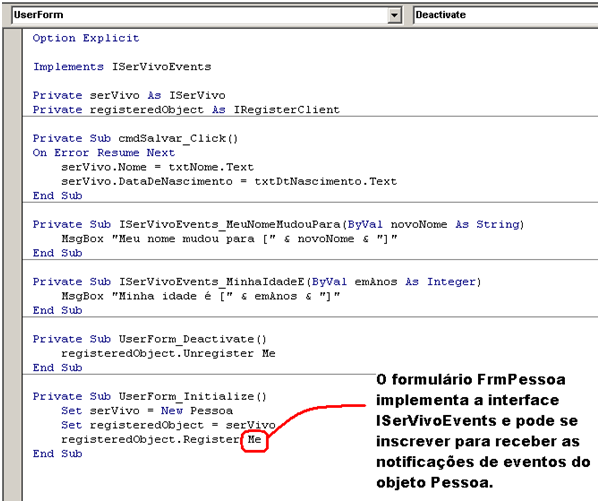 UserForm
Deactivate
Option Explicit
Implements ISerVivoEvents
Private serVivo As ISerVivo
Private registeredObject As IRegisterClient
Private Sub cmdSalvar_Click()
On Error Resume Next
serVivo.Nome = txtNome.Text
serVivo.DataDeNascimento = txtDtNascimento.Text
End Sub
Private Sub ISerVivoEvents_MeuNomeMudouPara(ByVal novoNome As String)
MsgBox "Meu nome mudou para [" & novoNome & "]"
End Sub
Private Sub ISerVivoEvents_MinhaIdadeE(ByVal emAnos As Integer)
MsgBox "Minha idade é [" & emAnos & "]"
End Sub
Private Sub UserForm_Deactivate()
registeredObject.Unregister Me
End Sub
Private Sub UserForm_Initialize()
Set serVivo = New Pessoa
Set registeredObject = serVivo
registeredObject.Register Me
End Sub
O formulário FrmPessoa
implementa a interface
ISerVivoEvents e pode se
inscrever para receber as
notificações de eventos do
objeto Pessoa.